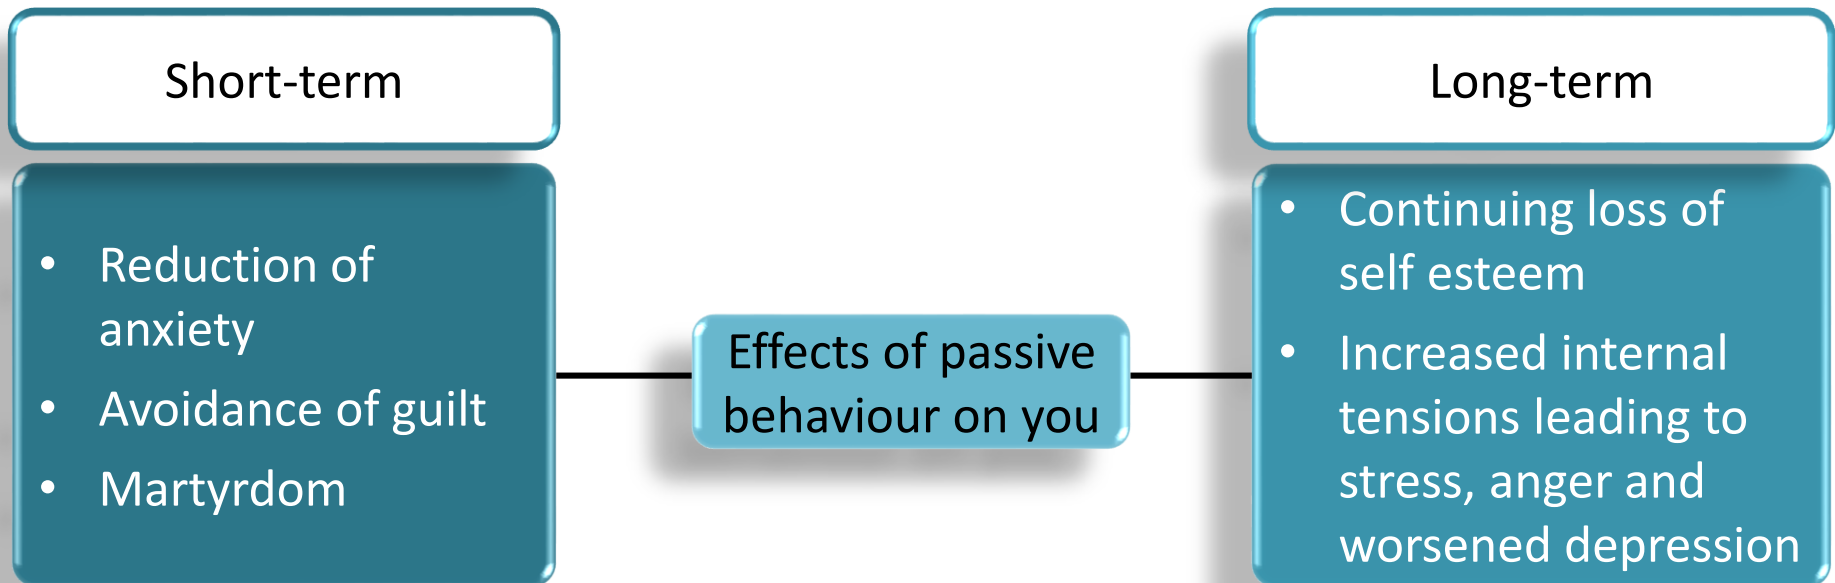 Short-term
• Reduction of
anxiety
• Avoidance of guilt
• Martyrdom
Effects of passive
behaviour on you
Long-term
• Continuing loss of
self esteem
• Increased internal
tensions leading to
stress, anger and
worsened depression